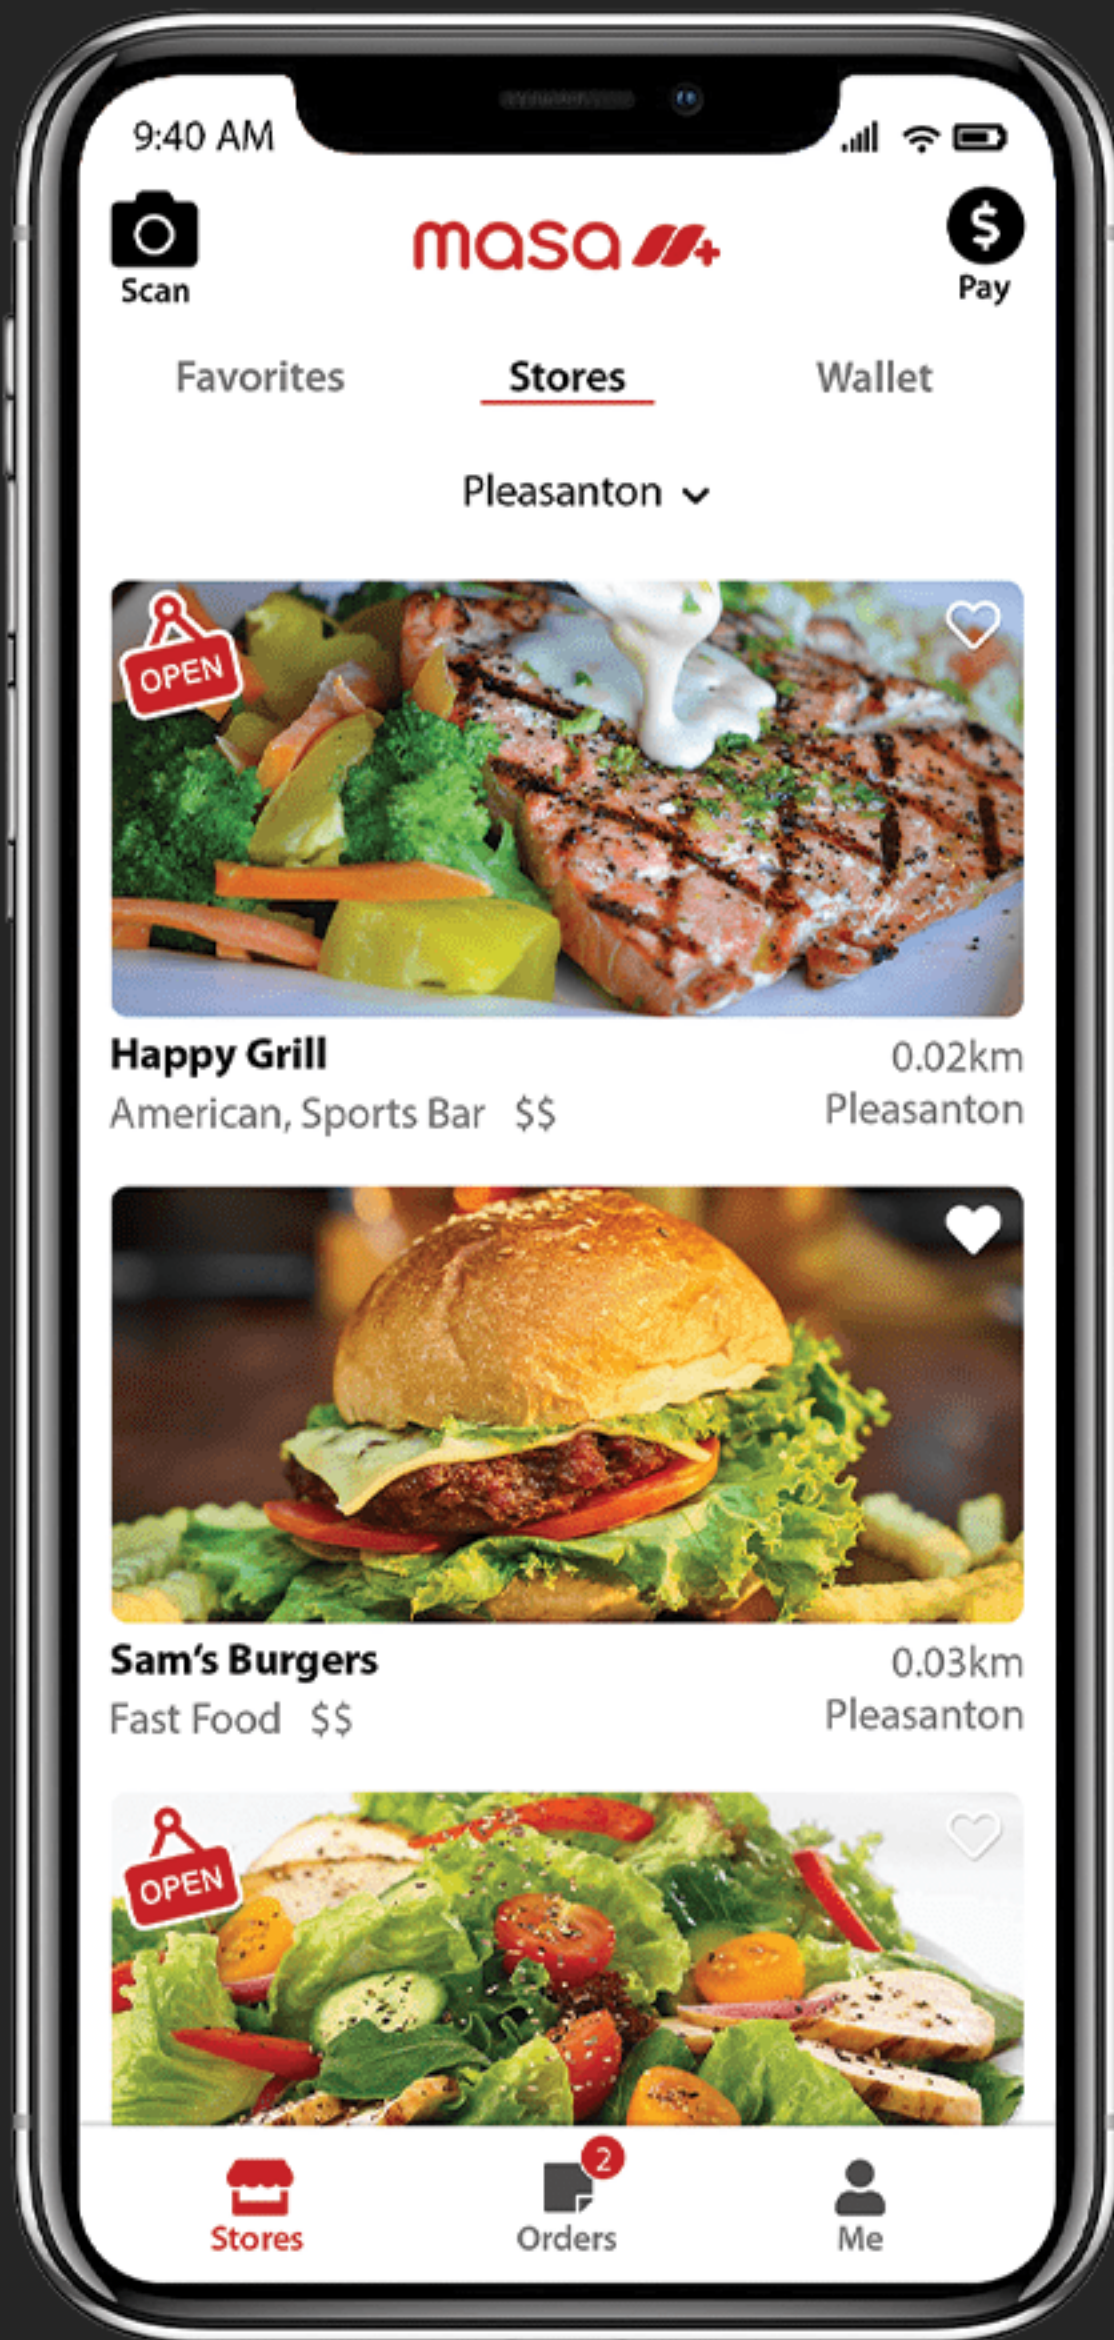 9:40 AM
Scan
masa
Pay
Favorites Stores Wallet
Pleasanton
OPEN
Happy Grill 0.02km
American, Sports Bar $$ Pleasanton
Sam's Burgers 0.03km
Fast Food $$ Pleasanton
OPEN
2
Stores Orders Me